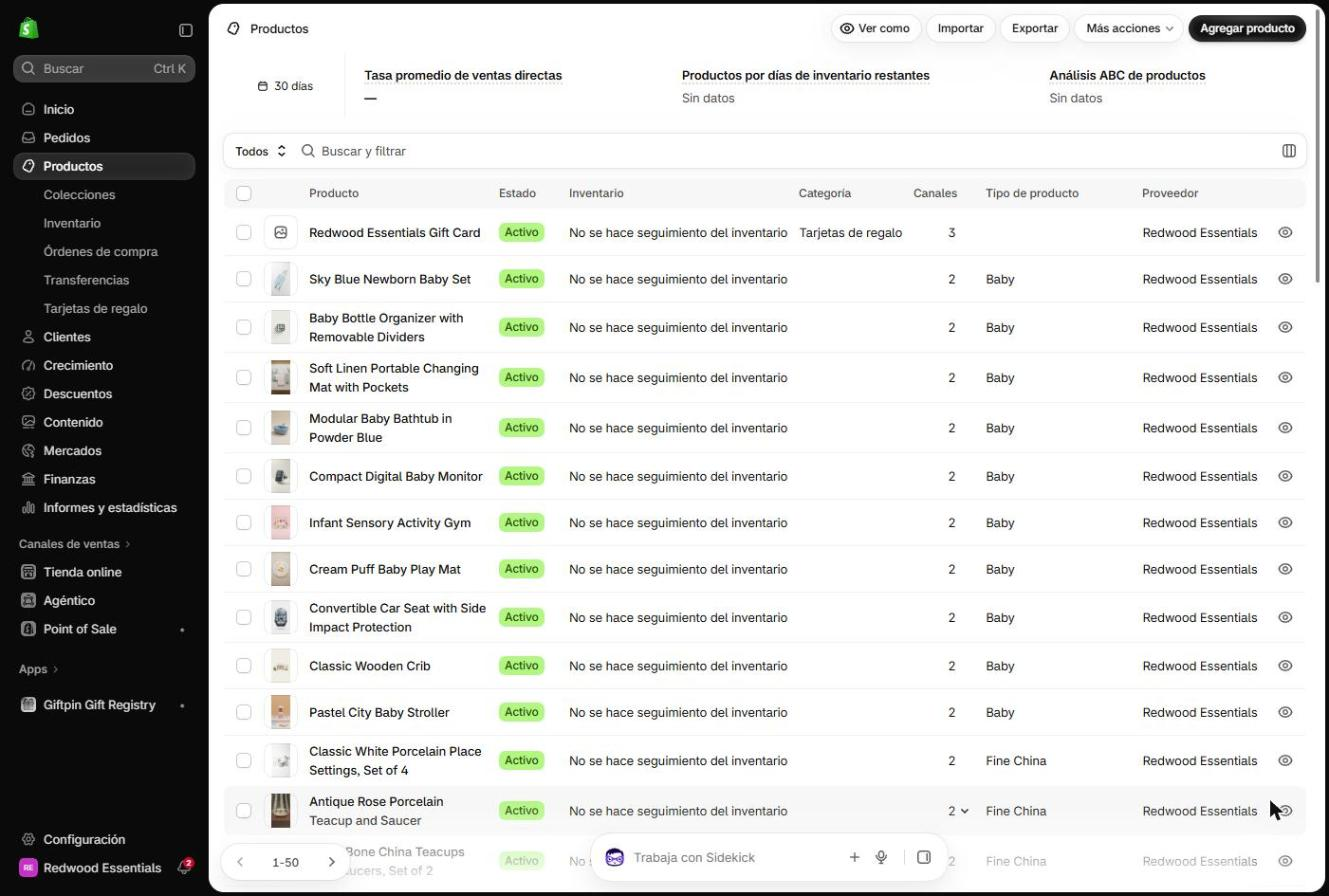 Productos
Ver como
Importar
Exportar
Más acciones
Agregar producto
Buscar
Ctrl K
Inicio
Pedidos
Productos
Colecciones
Inventario
Órdenes de compra
Transferencias
Tarjetas de regalo
Clientes
Crecimiento
Descuentos
Contenido
Mercados
Finanzas
Informes y estadísticas
Canales de ventas
Tienda online
Agéntico
Point of Sale
Apps
Giftpin Gift Registry
Configuración
RE Redwood Essentials 2
30 días
Tasa promedio de ventas directas
—
Productos por días de inventario restantes
Sin datos
Análisis ABC de productos
Sin datos
Todos
Buscar y filtrar
Producto Estado Inventario Categoría Canales Tipo de producto Proveedor
Redwood Essentials Gift Card Activo No se hace seguimiento del inventario Tarjetas de regalo 3 Redwood Essentials
Sky Blue Newborn Baby Set Activo No se hace seguimiento del inventario 2 Baby Redwood Essentials
Baby Bottle Organizer with
Removable Dividers Activo No se hace seguimiento del inventario 2 Baby Redwood Essentials
Soft Linen Portable Changing
Mat with Pockets Activo No se hace seguimiento del inventario 2 Baby Redwood Essentials
Modular Baby Bathtub in
Powder Blue Activo No se hace seguimiento del inventario 2 Baby Redwood Essentials
Compact Digital Baby Monitor Activo No se hace seguimiento del inventario 2 Baby Redwood Essentials
Infant Sensory Activity Gym Activo No se hace seguimiento del inventario 2 Baby Redwood Essentials
Cream Puff Baby Play Mat Activo No se hace seguimiento del inventario 2 Baby Redwood Essentials
Convertible Car Seat with Side
Impact Protection Activo No se hace seguimiento del inventario 2 Baby Redwood Essentials
Classic Wooden Crib Activo No se hace seguimiento del inventario 2 Baby Redwood Essentials
Pastel City Baby Stroller Activo No se hace seguimiento del inventario 2 Baby Redwood Essentials
Classic White Porcelain Place
Settings, Set of 4 Activo No se hace seguimiento del inventario 2 Fine China Redwood Essentials
Antique Rose Porcelain
Teacup and Saucer Activo No se hace seguimiento del inventario 2 Fine China Redwood Essentials
Bone China Teacups
Set of 2 Activo No 2 Fine China Redwood Essentials
1-50
Trabaja con Sidekick